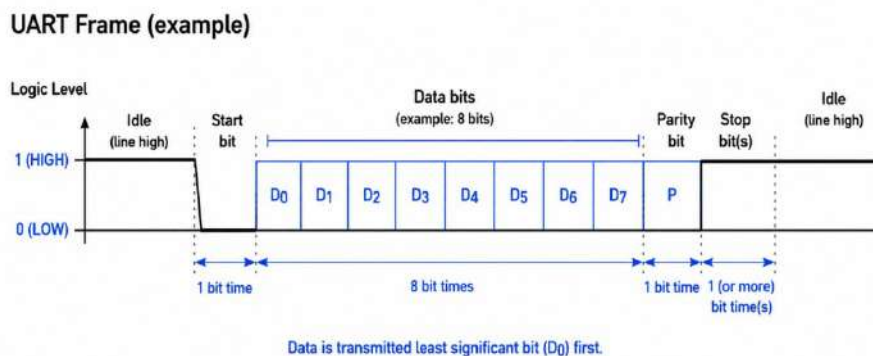 UART Frame (example)
Logic Level
Idle
(line high)
Start
bit
Data bits
(example: 8 bits)
Parity
bit
Stop
bit(s)
Idle
(line high)
1 (HIGH)
0 (LOW)
D0 D1 D2 D3 D4 D5 D6 D7 P
1 bit time
8 bit times
1 bit time
1 (or more)
bit time(s)
Data is transmitted least significant bit (D0) first.